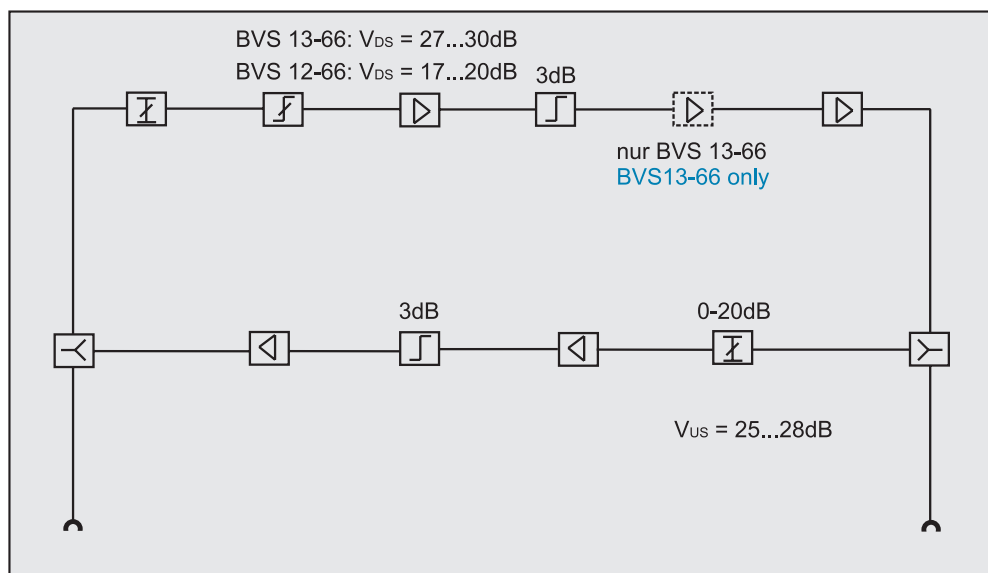 BVS 13-66: VDS = 27...30dB
BVS 12-66: VDS = 17...20dB
3dB
nur BVS 13-66
BVS13-66 only
3dB
0-20dB
VUS = 25...28dB